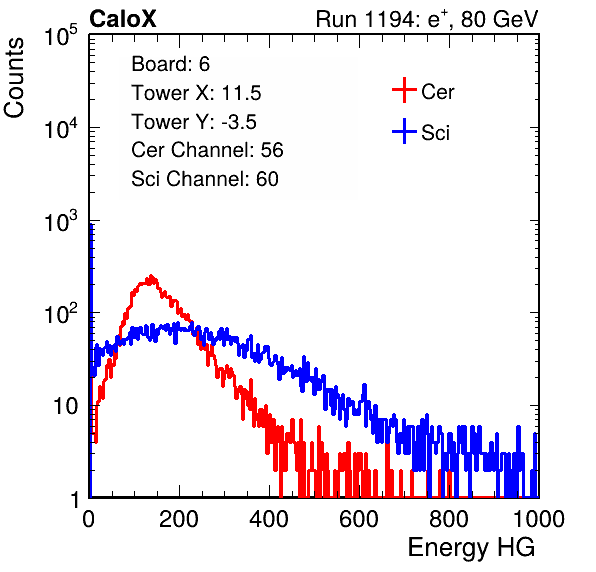 CaloX Run 1194: e⁺, 80 GeV
Counts
10⁵
10⁴
10³
10²
10
1
Board: 6
Tower X: 11.5
Tower Y: -3.5
Cer Channel: 56
Sci Channel: 60
Cer
Sci
0 200 400 600 800 1000
Energy HG